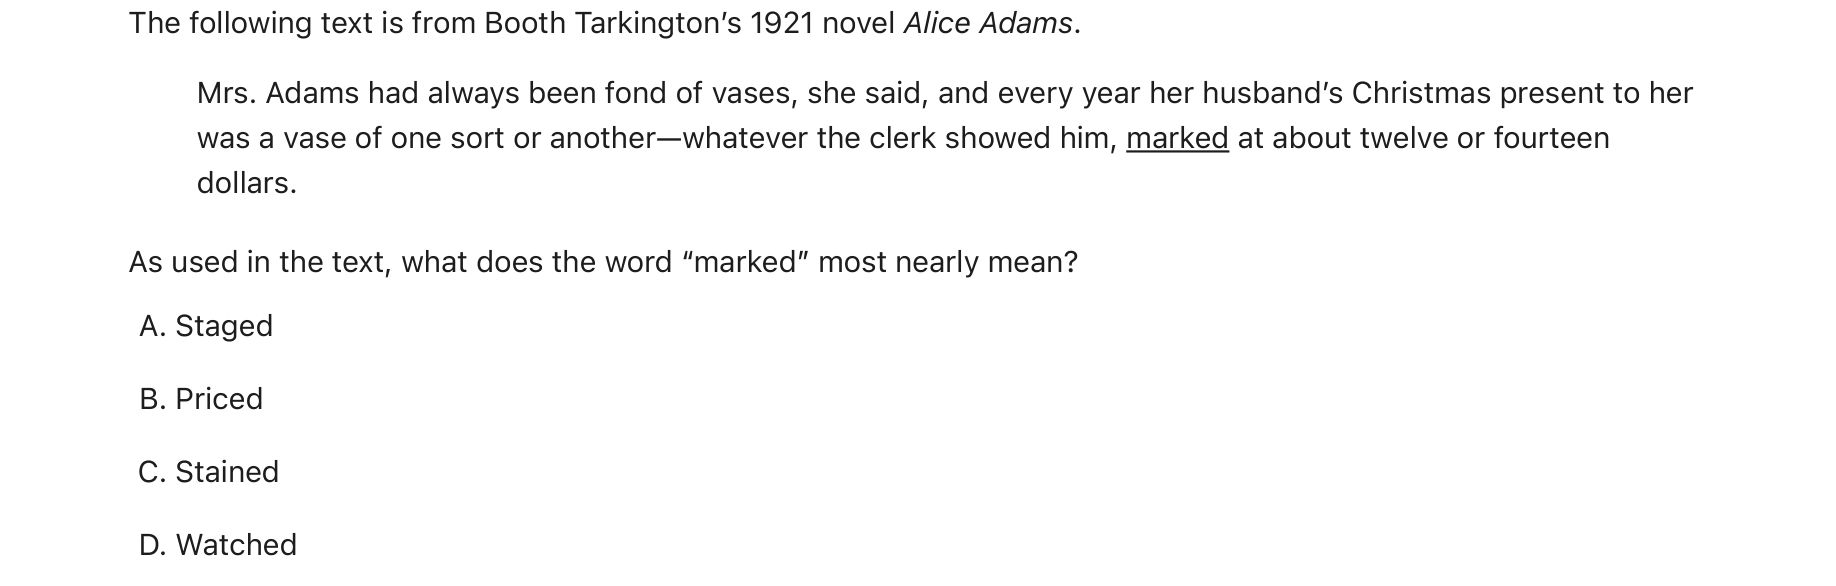 The following text is from Booth Tarkington’s 1921 novel Alice Adams.
Mrs. Adams had always been fond of vases, she said, and every year her husband’s Christmas present to her
was a vase of one sort or another—whatever the clerk showed him, marked at about twelve or fourteen
dollars.
As used in the text, what does the word “marked” most nearly mean?
A. Staged
B. Priced
C. Stained
D. Watched